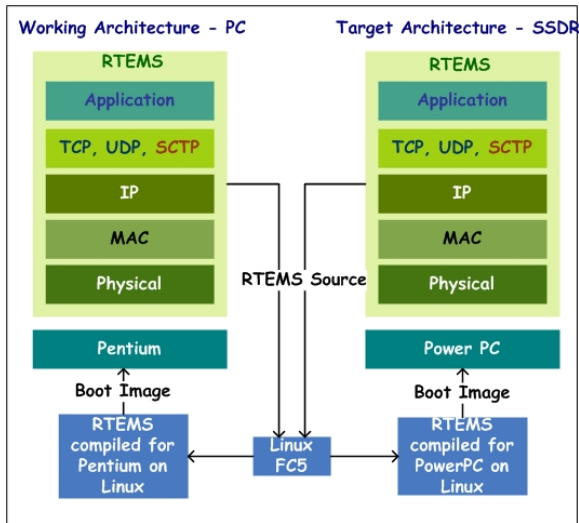 Working Architecture - PC
Target Architecture - SSDR
RTEMS
Application
TCP, UDP, SCTP
IP
MAC
Physical
RTEMS
Application
TCP, UDP, SCTP
IP
MAC
Physical
RTEMS Source
Pentium
Power PC
Boot Image
Boot Image
RTEMS
compiled for
Pentium on
Linux
Linux
FC5
RTEMS
compiled for
PowerPC on
Linux